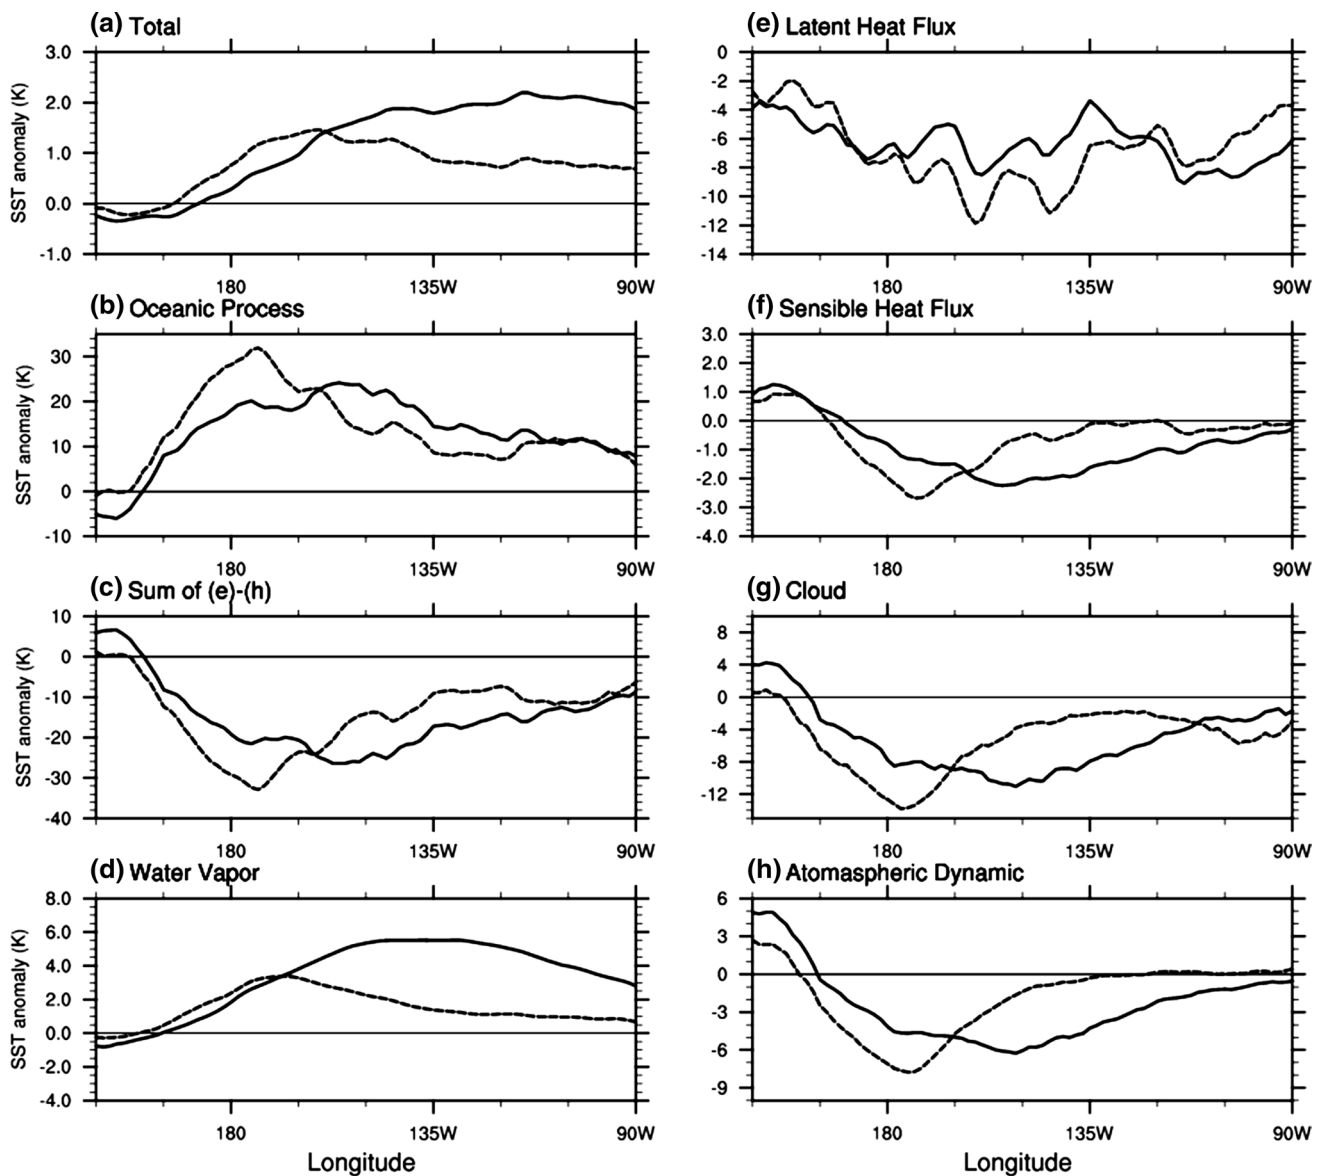 (a) Total
3.0
2.0
1.0
0.0
-1.0
SST anomaly (K)
180 135W 90W
(b) Oceanic Process
30
20
10
0
-10
SST anomaly (K)
180 135W 90W
(c) Sum of (e)-(h)
10
0
-10
-20
-30
-40
SST anomaly (K)
180 135W 90W
(d) Water Vapor
8.0
6.0
4.0
2.0
0.0
-2.0
-4.0
SST anomaly (K)
180 135W 90W
Longitude
(e) Latent Heat Flux
0
-2
-4
-6
-8
-10
-12
-14
180 135W 90W
(f) Sensible Heat Flux
3.0
2.0
1.0
0.0
-1.0
-2.0
-3.0
-4.0
180 135W 90W
(g) Cloud
8
4
0
-4
-8
-12
180 135W 90W
(h) Atomaspheric Dynamic
6
3
0
-3
-6
-9
180 135W 90W
Longitude